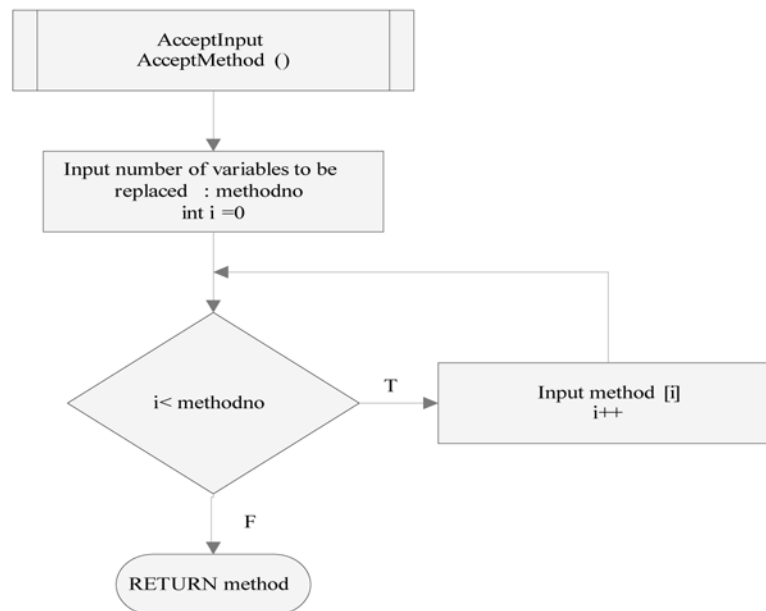 AcceptInput
AcceptMethod ()
Input number of variables to be
replaced : methodno
int i =0
i< methodno
T
Input method [i]
i++
F
RETURN method